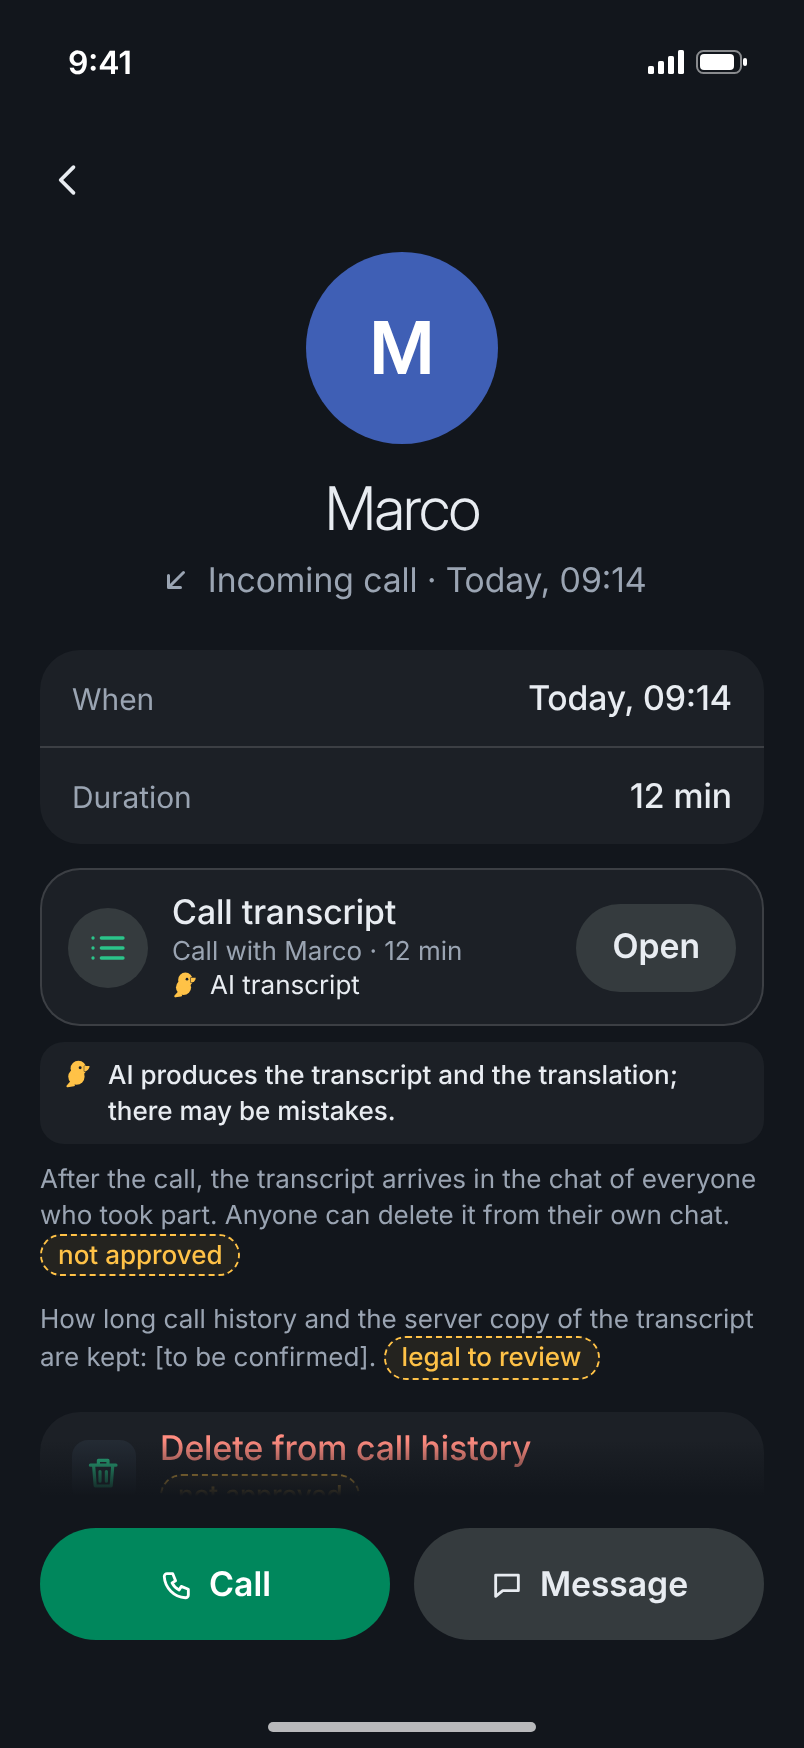 9:41
M
Marco
Incoming call · Today, 09:14
When
Today, 09:14
Duration
12 min
Call transcript
Call with Marco · 12 min
AI transcript
Open
AI produces the transcript and the translation;
there may be mistakes.
After the call, the transcript arrives in the chat of everyone
who took part. Anyone can delete it from their own chat.
not approved
How long call history and the server copy of the transcript
are kept: [to be confirmed]. legal to review
Delete from call history
not approved
Call
Message